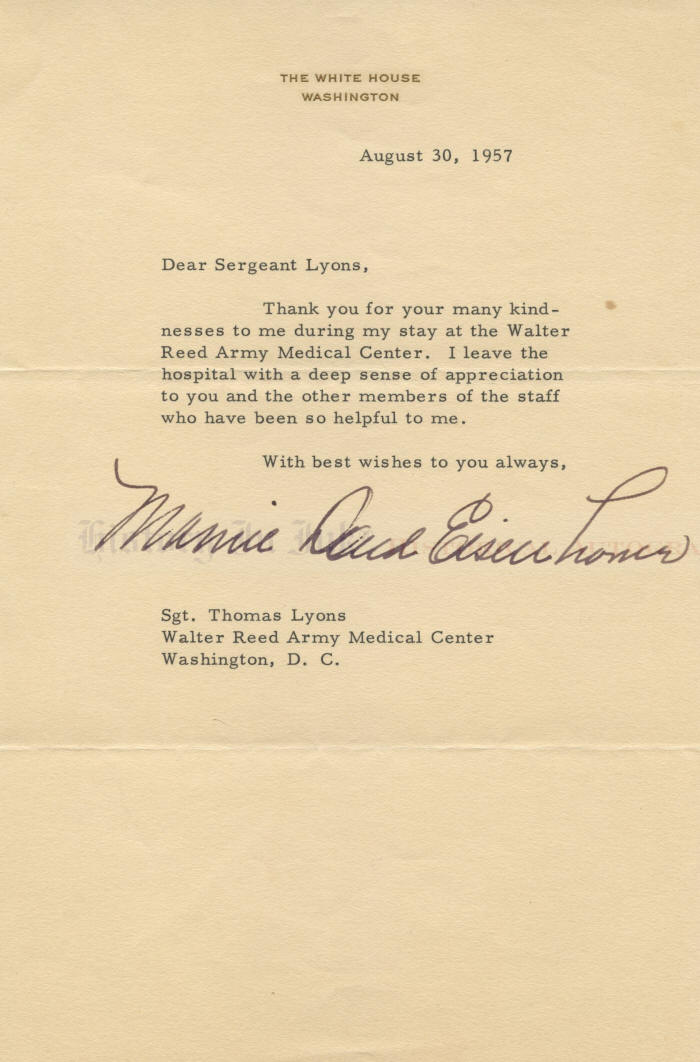 THE WHITE HOUSE
WASHINGTON
August 30, 1957
Dear Sergeant Lyons,
Thank you for your many kind-
nesses to me during my stay at the Walter
Reed Army Medical Center. I leave the
hospital with a deep sense of appreciation
to you and the other members of the staff
who have been so helpful to me.
With best wishes to you always,
Mamie Doud Eisenhower
Sgt. Thomas Lyons
Walter Reed Army Medical Center
Washington, D. C.